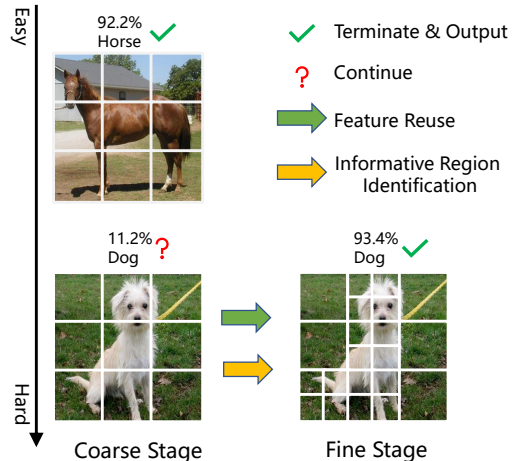 Easy
92.2%
Horse
Terminate & Output
?
Continue
Feature Reuse
Informative Region
Identification
11.2%
Dog
?
93.4%
Dog
Hard
Coarse Stage
Fine Stage